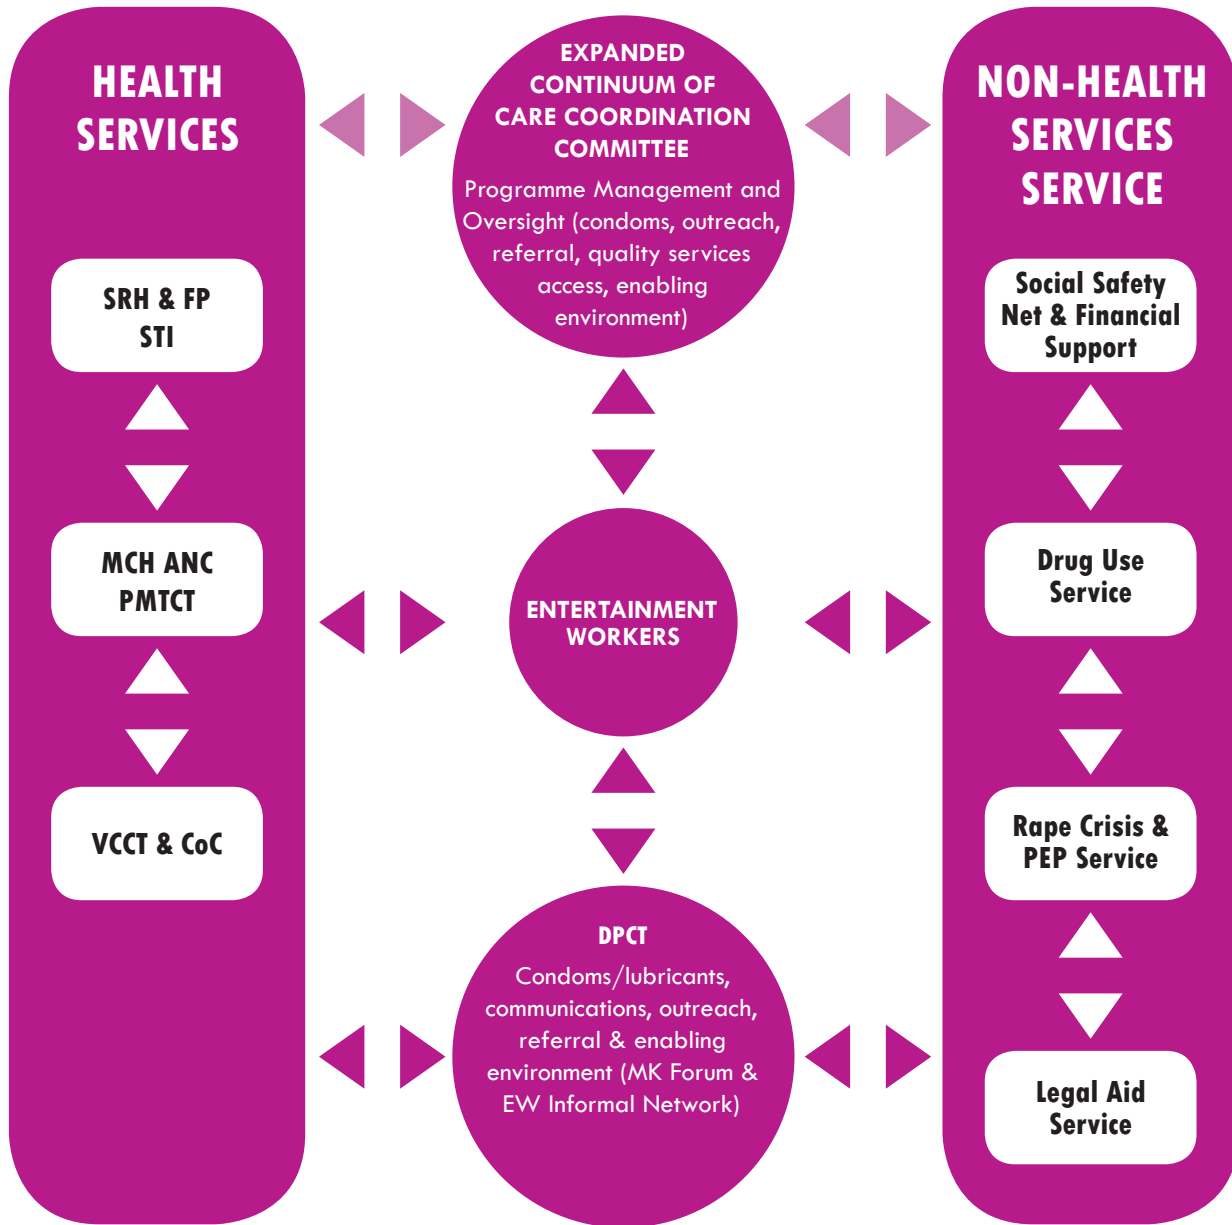 HEALTH
SERVICES
SRH & FP
STI
MCH ANC
PMTCT
VCCT & CoC
EXPANDED
CONTINUUM OF
CARE COORDINATION
COMMITTEE
Programme Management and
Oversight (condoms, outreach,
referral, quality services
access, enabling
environment)
ENTERTAINMENT
WORKERS
DPCT
Condoms/lubricants,
communications, outreach,
referral & enabling
environment (MK Forum &
EW Informal Network)
NON-HEALTH
SERVICES
SERVICE
Social Safety
Net & Financial
Support
Drug Use
Service
Rape Crisis &
PEP Service
Legal Aid
Service